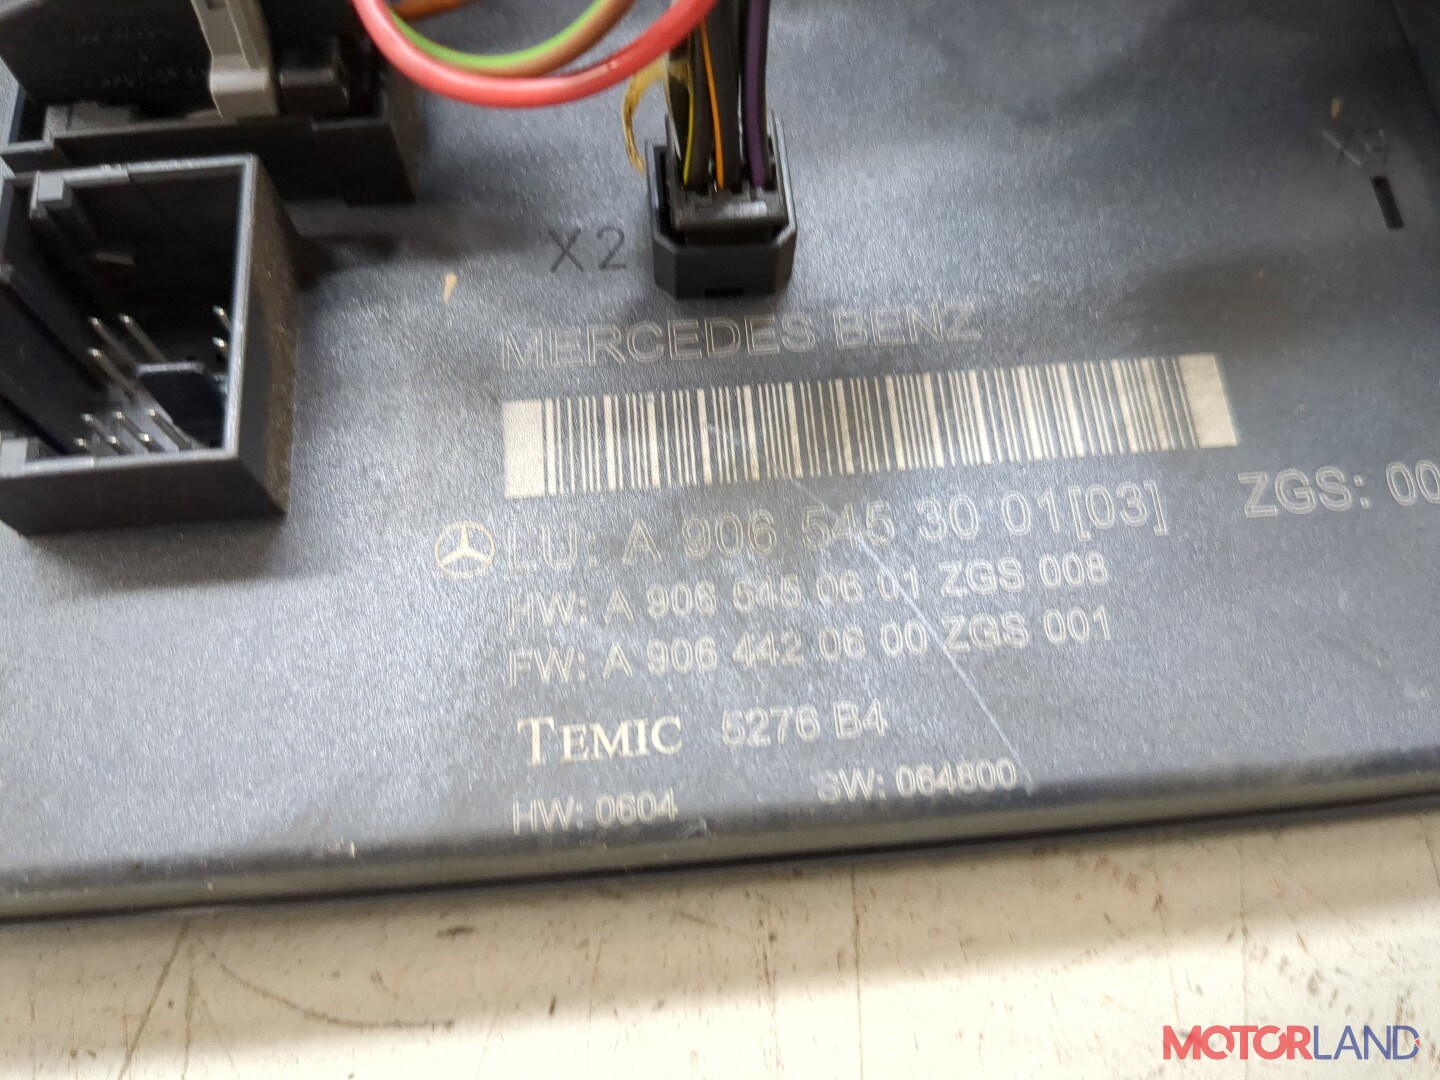 X2
MERCEDES BENZ
LU: A 906 545 30 01[03] ZGS: 00
HW: A 906 545 06 01 ZGS 008
FW: A 906 442 06 00 ZGS 001
TEMIC 5276 B4
HW: 0604 SW: 064800
MOTORLAND